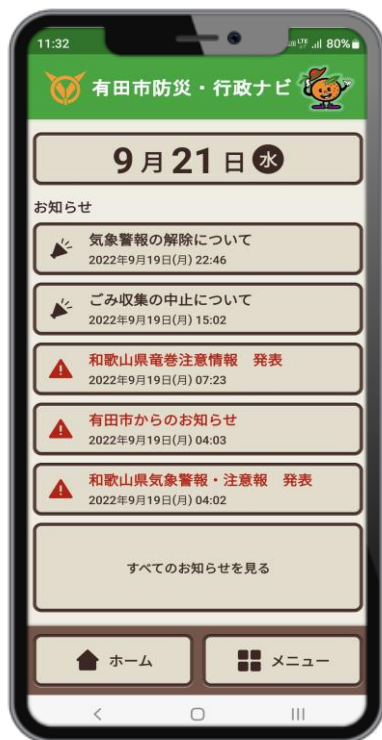 11:32
LTE 80%
有田市防災・行政ナビ
9月21日 水
お知らせ
気象警報の解除について
2022年9月19日(月) 22:46
ごみ収集の中止について
2022年9月19日(月) 15:02
和歌山県竜巻注意情報　発表
2022年9月19日(月) 07:23
有田市からのお知らせ
2022年9月19日(月) 04:03
和歌山県気象警報・注意報　発表
2022年9月19日(月) 04:02
すべてのお知らせを見る
ホーム
メニュー